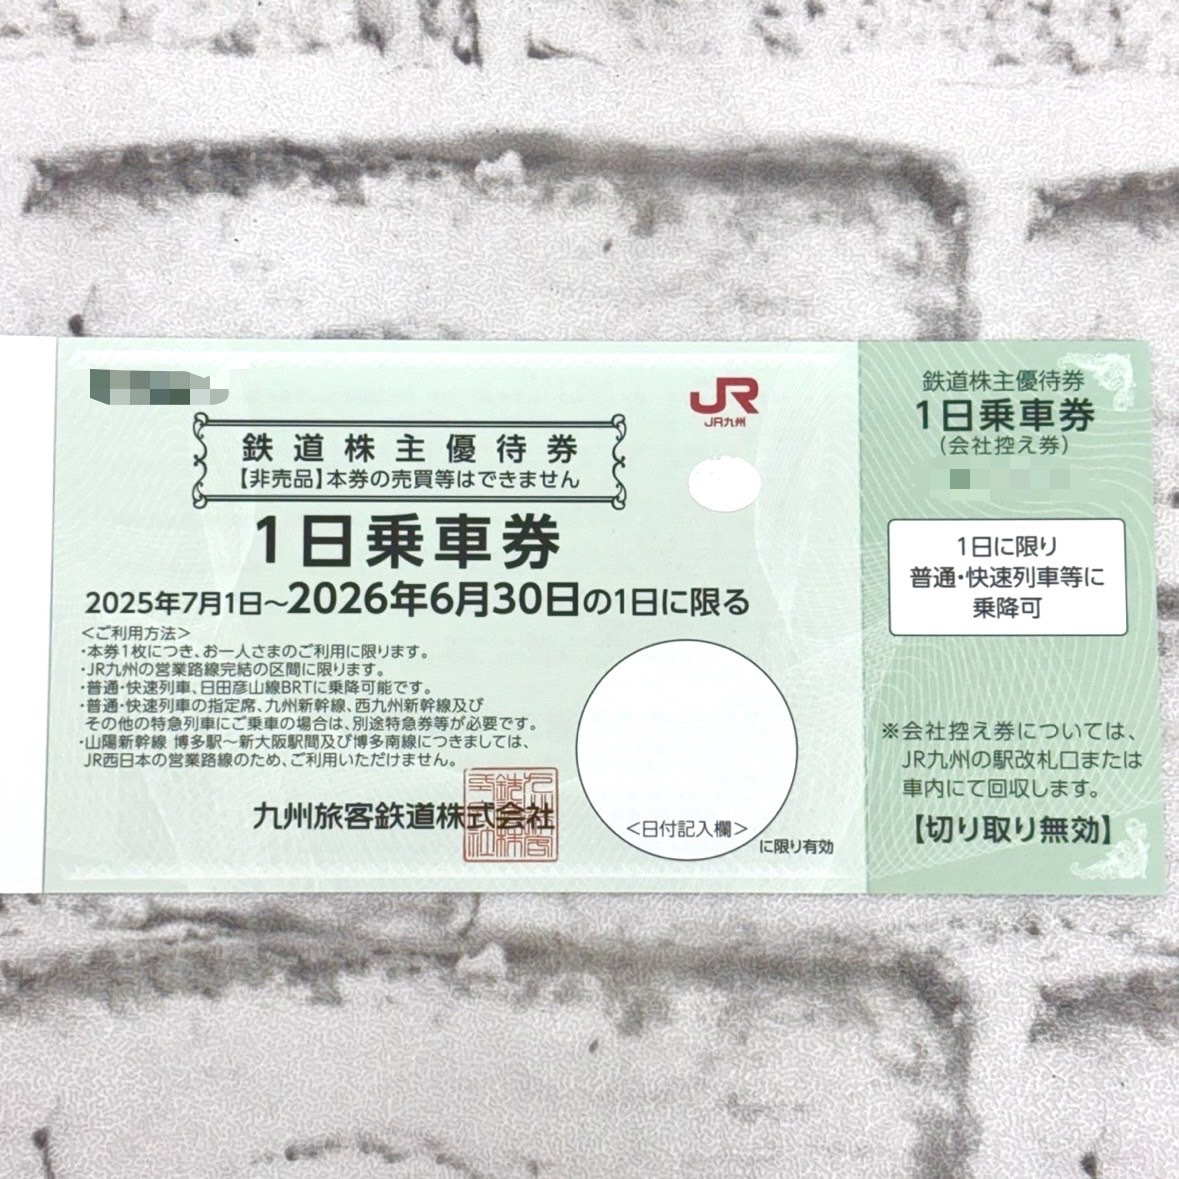 鉄道株主優待券
【非売品】本券の売買等はできません
1日乗車券
2025年7月1日～2026年6月30日の1日に限る
＜ご利用方法＞
・本券1枚につき、お一人さまのご利用に限ります。
・JR九州の営業路線完結の区間に限ります。
・普通・快速列車、日田彦山線BRTに乗降可能です。
・普通・快速列車の指定席、九州新幹線、西九州新幹線及び
その他の特急列車にご乗車の場合は、別途特急券等が必要です。
・山陽新幹線 博多駅～新大阪駅間及び博多南線につきましては、
JR西日本の営業路線のため、ご利用いただけません。
九州旅客鉄道株式会社
JR
JR九州
＜日付記入欄＞
に限り有効
鉄道株主優待券
1日乗車券
(会社控え券)
1日に限り
普通・快速列車等に
乗降可
※会社控え券については、
JR九州の駅改札口または
車内にて回収します。
【切り取り無効】